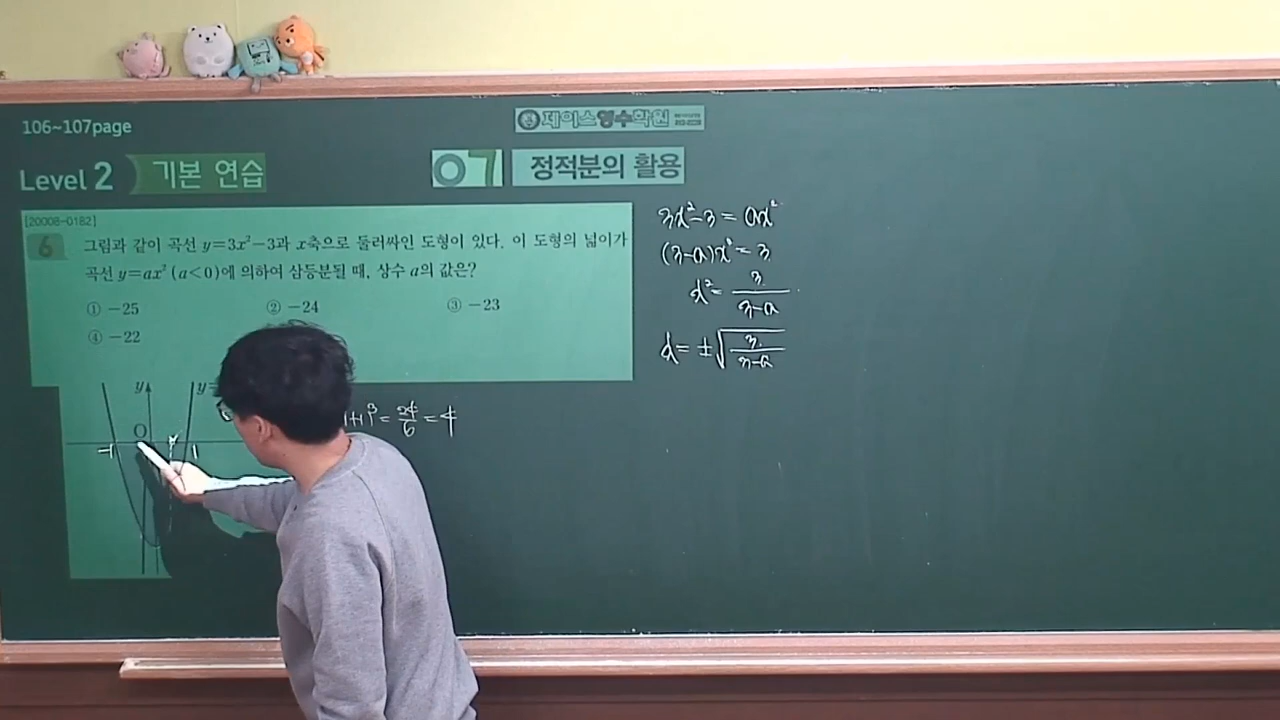 106~107page
제이스영수학원
Level 2 기본 연습
07 정적분의 활용
[20008-0182]
6 그림과 같이 곡선 y=3x²-3과 x축으로 둘러싸인 도형이 있다. 이 도형의 넓이가
곡선 y=ax² (a<0)에 의하여 삼등분될 때, 상수 a의 값은?
① -25 ② -24 ③ -23
④ -22
y y=
O
-1 1
1+1)³ = 24/6 = 4
3x²-3 = ax²
(3-a)x² = 3
x² = 3/(3-a)
x = ±√(3/(3-a))